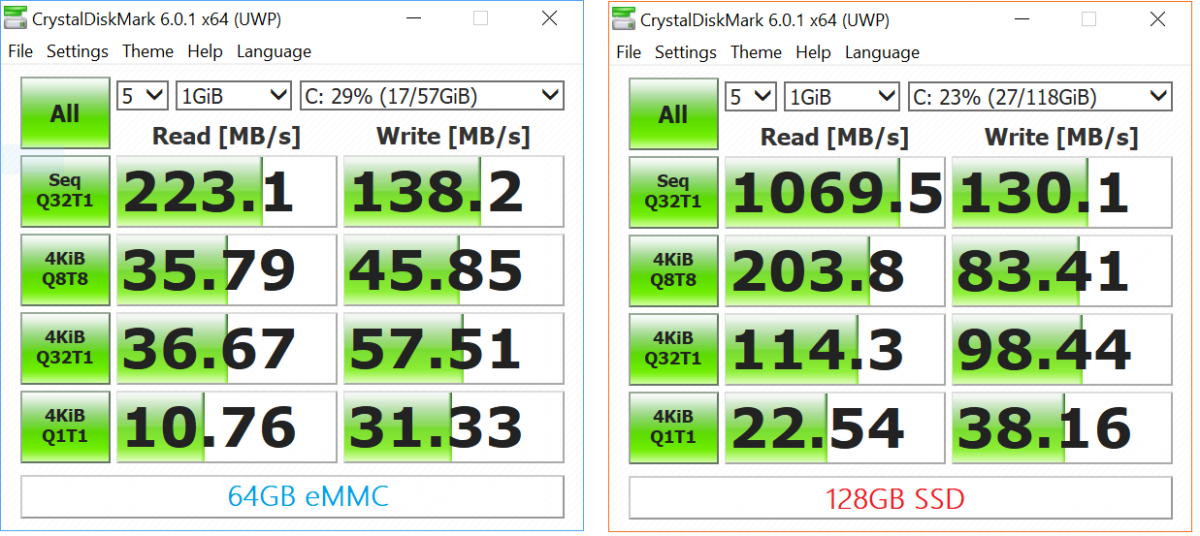 CrystalDiskMark 6.0.1 x64 (UWP)
File Settings Theme Help Language
All 5 1GiB C: 29% (17/57GiB)
Read [MB/s] Write [MB/s]
Seq Q32T1 223.1 138.2
4KiB Q8T8 35.79 45.85
4KiB Q32T1 36.67 57.51
4KiB Q1T1 10.76 31.33
64GB eMMC
CrystalDiskMark 6.0.1 x64 (UWP)
File Settings Theme Help Language
All 5 1GiB C: 23% (27/118GiB)
Read [MB/s] Write [MB/s]
Seq Q32T1 1069.5 130.1
4KiB Q8T8 203.8 83.41
4KiB Q32T1 114.3 98.44
4KiB Q1T1 22.54 38.16
128GB SSD